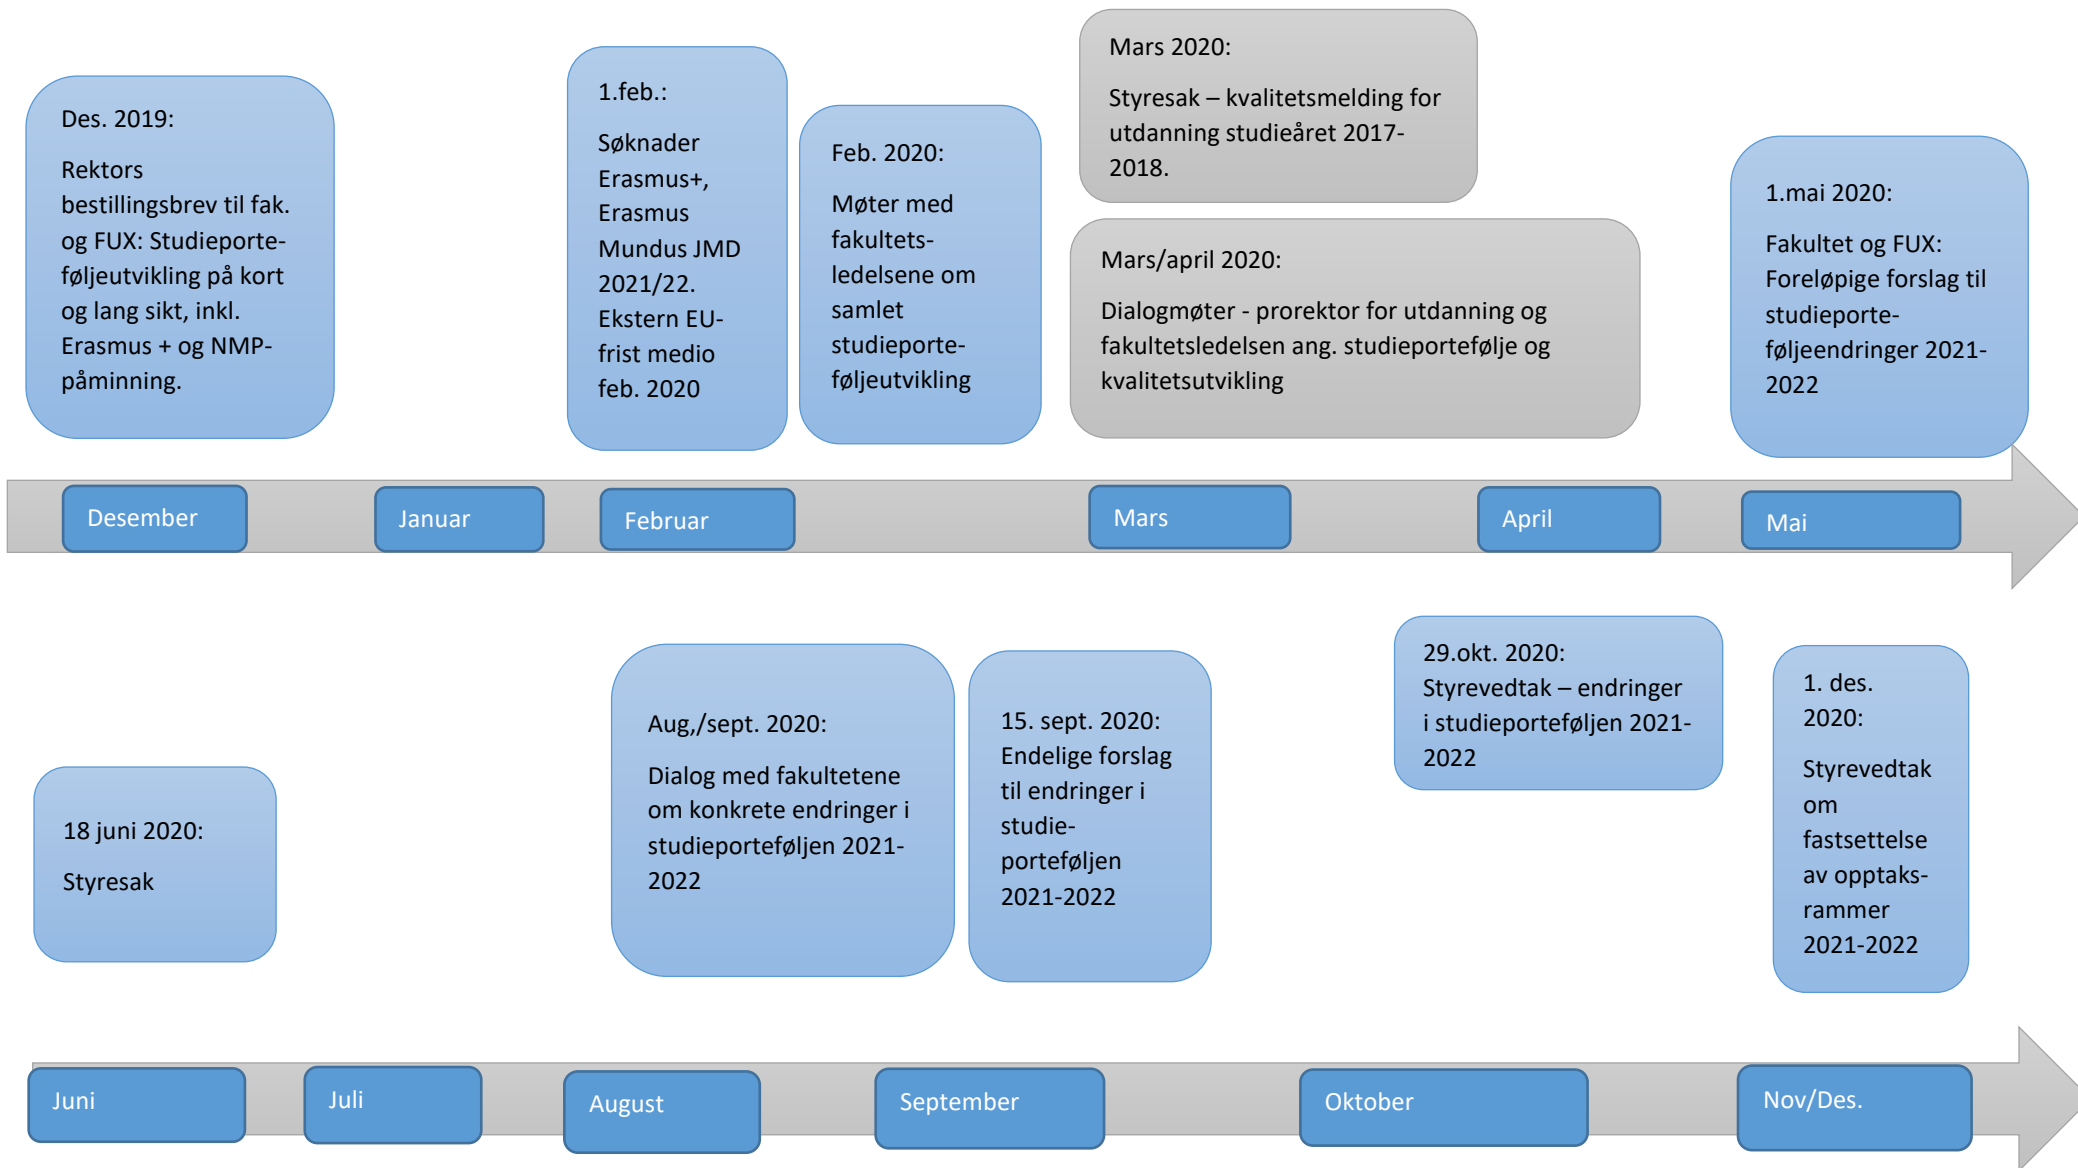 Des. 2019:
Rektors
bestillingsbrev til fak.
og FUX: Studieporte-
føljeutvikling på kort
og lang sikt, inkl.
Erasmus + og NMP-
påminning.
1.feb.:
Søknader
Erasmus+,
Erasmus
Mundus JMD
2021/22.
Ekstern EU-
frist medio
feb. 2020
Feb. 2020:
Møter med
fakultets-
ledelsene om
samlet
studieporte-
føljeutvikling
Mars 2020:
Styresak – kvalitetsmelding for
utdanning studieåret 2017-
2018.
Mars/april 2020:
Dialogmøter - prorektor for utdanning og
fakultetsledelsen ang. studieportefølje og
kvalitetsutvikling
1.mai 2020:
Fakultet og FUX:
Foreløpige forslag til
studieporte-
føljeendringer 2021-
2022
Desember
Januar
Februar
Mars
April
Mai
18 juni 2020:
Styresak
Aug,/sept. 2020:
Dialog med fakultetene
om konkrete endringer i
studieporteføljen 2021-
2022
15. sept. 2020:
Endelige forslag
til endringer i
studie-
porteføljen
2021-2022
29.okt. 2020:
Styrevedtak – endringer
i studieporteføljen 2021-
2022
1. des.
2020:
Styrevedtak
om
fastsettelse
av opptaks-
rammer
2021-2022
Juni
Juli
August
September
Oktober
Nov/Des.